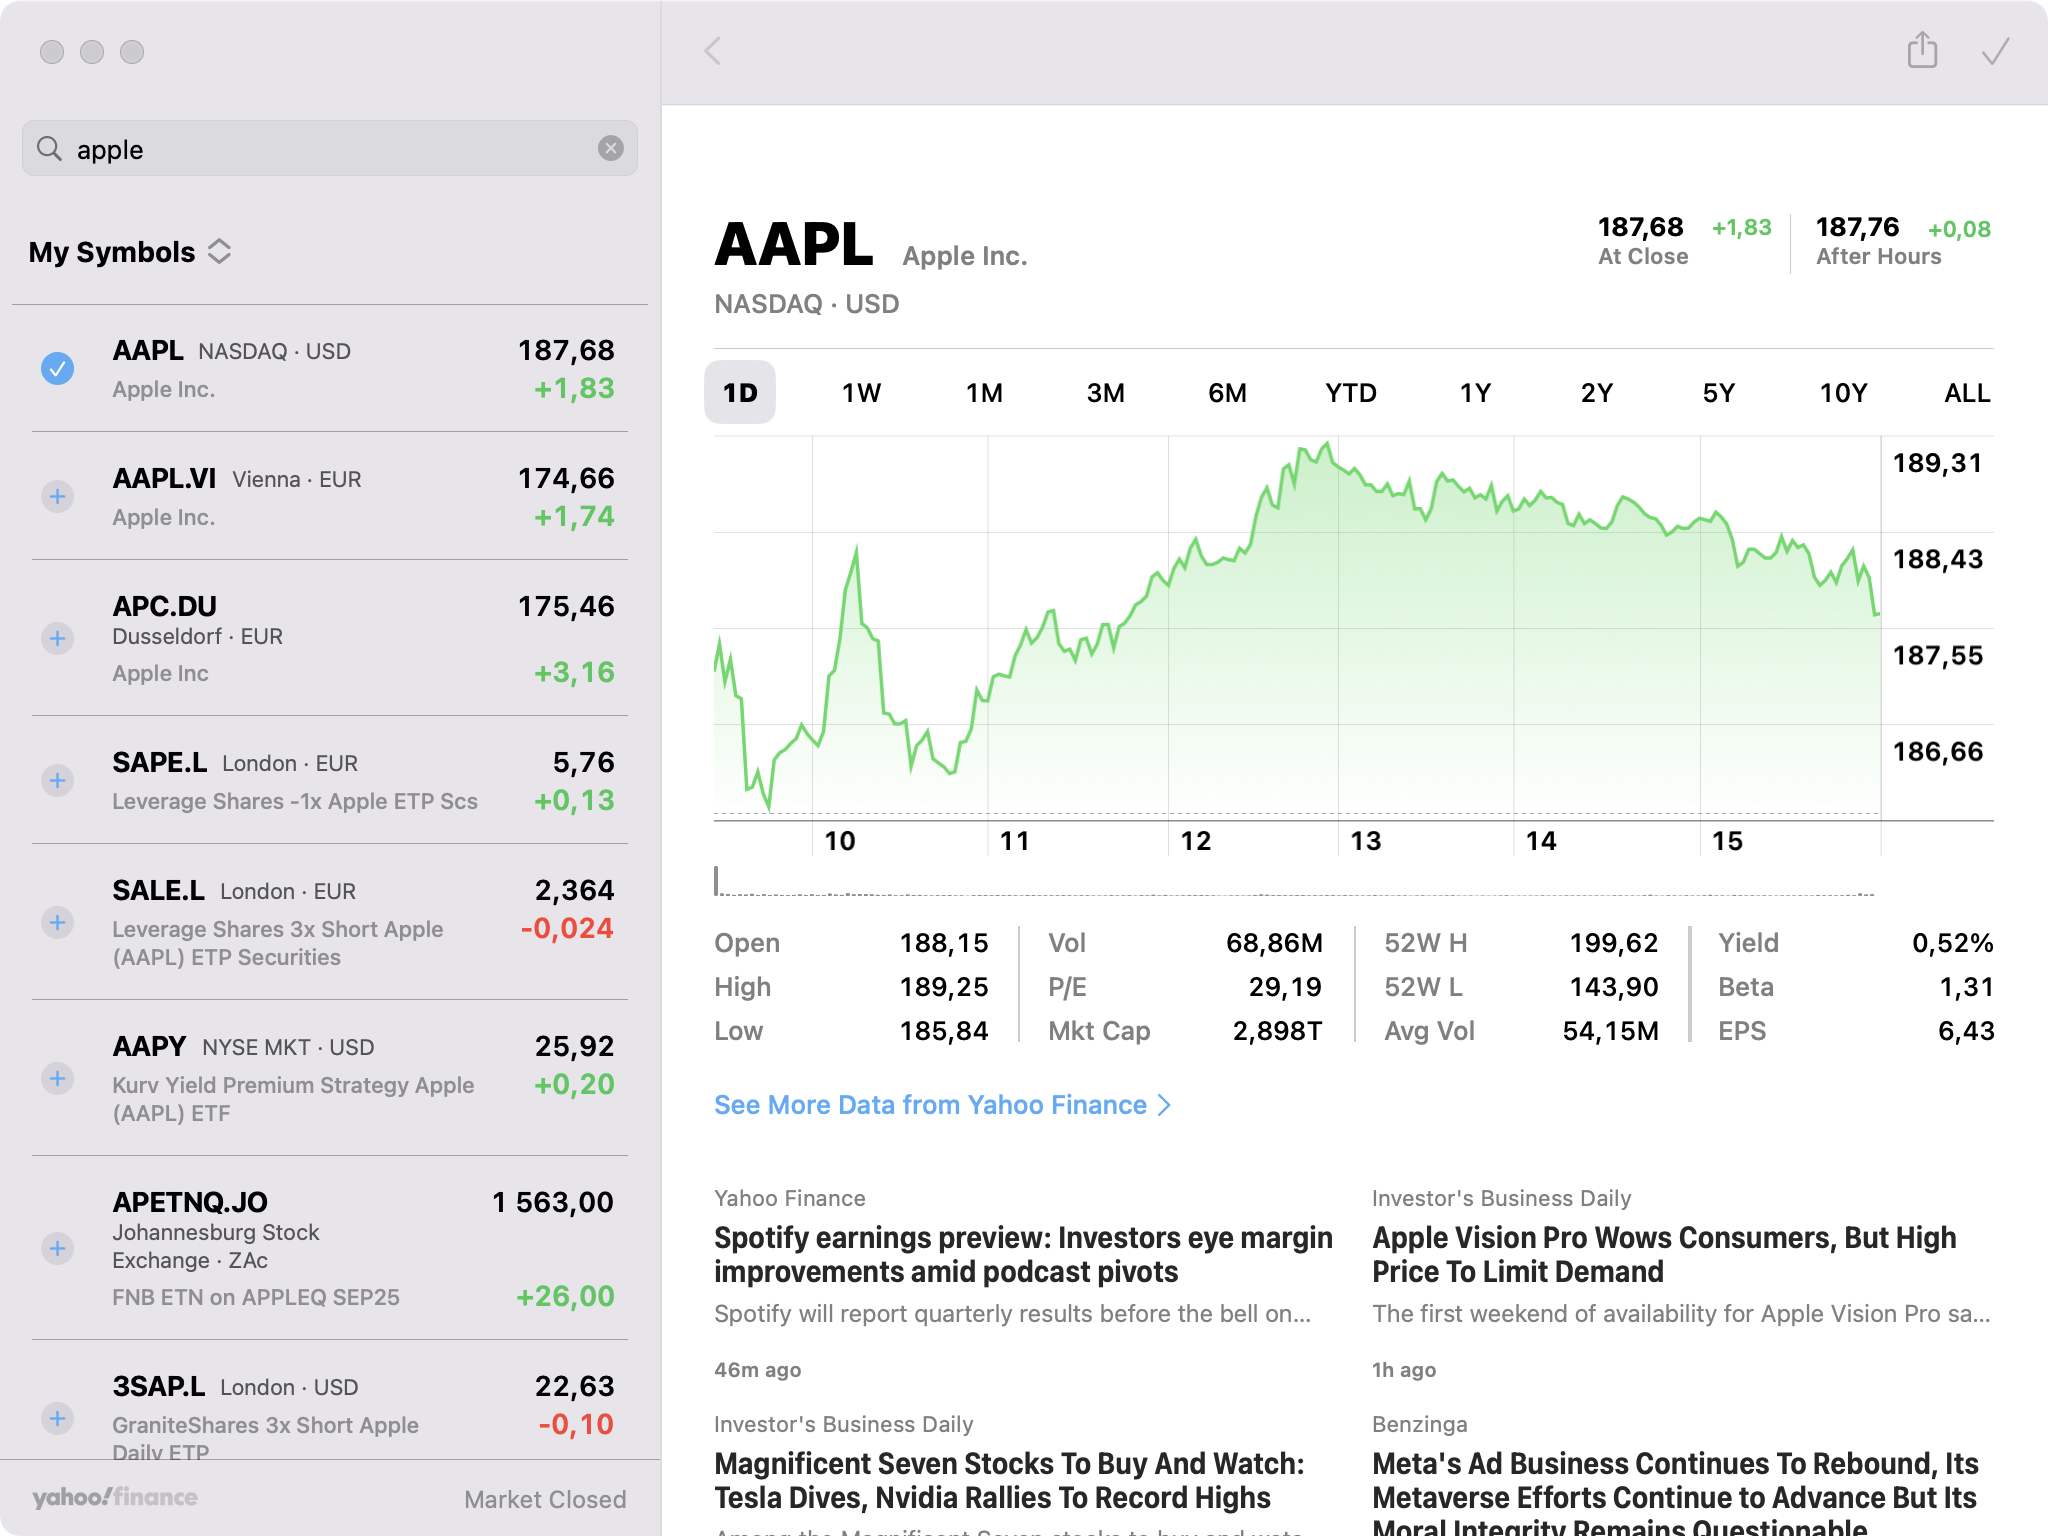 apple
My Symbols
AAPL NASDAQ · USD 187,68
Apple Inc. +1,83
AAPL.VI Vienna · EUR 174,66
Apple Inc. +1,74
APC.DU 175,46
Dusseldorf · EUR
Apple Inc +3,16
SAPE.L London · EUR 5,76
Leverage Shares -1x Apple ETP Scs +0,13
SALE.L London · EUR 2,364
Leverage Shares 3x Short Apple -0,024
(AAPL) ETP Securities
AAPY NYSE MKT · USD 25,92
Kurv Yield Premium Strategy Apple +0,20
(AAPL) ETF
APETNQ.JO 1 563,00
Johannesburg Stock
Exchange · ZAc
FNB ETN on APPLEQ SEP25 +26,00
3SAP.L London · USD 22,63
GraniteShares 3x Short Apple -0,10
Daily ETP
yahoo!finance Market Closed
AAPL Apple Inc.
NASDAQ · USD
187,68 +1,83
At Close
187,76 +0,08
After Hours
1D 1W 1M 3M 6M YTD 1Y 2Y 5Y 10Y ALL
189,31
188,43
187,55
186,66
10 11 12 13 14 15
Open 188,15 Vol 68,86M 52W H 199,62 Yield 0,52%
High 189,25 P/E 29,19 52W L 143,90 Beta 1,31
Low 185,84 Mkt Cap 2,898T Avg Vol 54,15M EPS 6,43
See More Data from Yahoo Finance
Yahoo Finance
Spotify earnings preview: Investors eye margin
improvements amid podcast pivots
Spotify will report quarterly results before the bell on...
46m ago
Investor's Business Daily
Apple Vision Pro Wows Consumers, But High
Price To Limit Demand
The first weekend of availability for Apple Vision Pro sa...
1h ago
Investor's Business Daily
Magnificent Seven Stocks To Buy And Watch:
Tesla Dives, Nvidia Rallies To Record Highs
Among the Magnificent Seven stocks to buy and watc
Benzinga
Meta's Ad Business Continues To Rebound, Its
Metaverse Efforts Continue to Advance But Its
Moral Integrity Remains Questionable